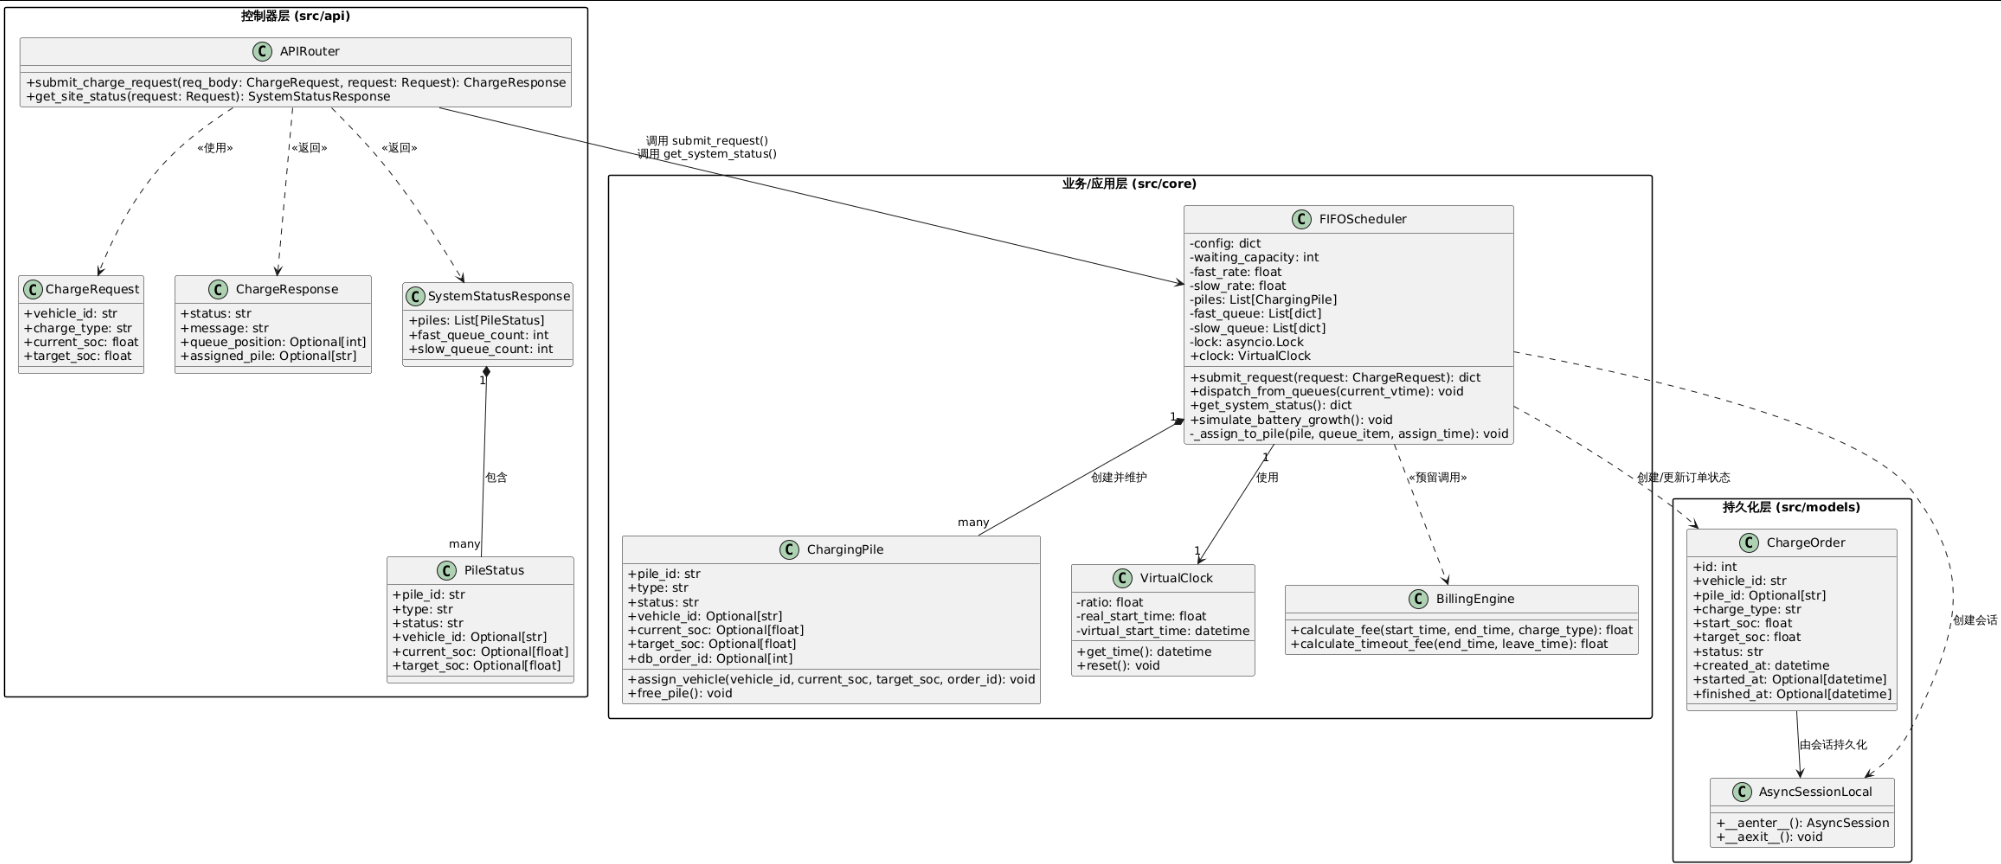 控制器层 (src/api)
C APIRouter
+submit_charge_request(req_body: ChargeRequest, request: Request): ChargeResponse
+get_site_status(request: Request): SystemStatusResponse
«使用»
«返回»
«返回»
调用 submit_request()
调用 get_system_status()
C ChargeRequest
+vehicle_id: str
+charge_type: str
+current_soc: float
+target_soc: float
C ChargeResponse
+status: str
+message: str
+queue_position: Optional[int]
+assigned_pile: Optional[str]
C SystemStatusResponse
+piles: List[PileStatus]
+fast_queue_count: int
+slow_queue_count: int
1
包含
many
C PileStatus
+pile_id: str
+type: str
+status: str
+vehicle_id: Optional[str]
+current_soc: Optional[float]
+target_soc: Optional[float]
业务/应用层 (src/core)
C FIFOScheduler
-config: dict
-waiting_capacity: int
-fast_rate: float
-slow_rate: float
-piles: List[ChargingPile]
-fast_queue: List[dict]
-slow_queue: List[dict]
-lock: asyncio.Lock
+clock: VirtualClock
+submit_request(request: ChargeRequest): dict
+dispatch_from_queues(current_vtime): void
+get_system_status(): dict
+simulate_battery_growth(): void
-_assign_to_pile(pile, queue_item, assign_time): void
1
创建并维护
many
1
使用
1
«预留调用»
创建/更新订单状态
创建会话
C ChargingPile
+pile_id: str
+type: str
+status: str
+vehicle_id: Optional[str]
+current_soc: Optional[float]
+target_soc: Optional[float]
+db_order_id: Optional[int]
+assign_vehicle(vehicle_id, current_soc, target_soc, order_id): void
+free_pile(): void
C VirtualClock
-ratio: float
-real_start_time: float
-virtual_start_time: datetime
+get_time(): datetime
+reset(): void
C BillingEngine
+calculate_fee(start_time, end_time, charge_type): float
+calculate_timeout_fee(end_time, leave_time): float
持久化层 (src/models)
C ChargeOrder
+id: int
+vehicle_id: str
+pile_id: Optional[str]
+charge_type: str
+start_soc: float
+target_soc: float
+status: str
+created_at: datetime
+started_at: Optional[datetime]
+finished_at: Optional[datetime]
由会话持久化
C AsyncSessionLocal
+__aenter__(): AsyncSession
+__aexit__(): void